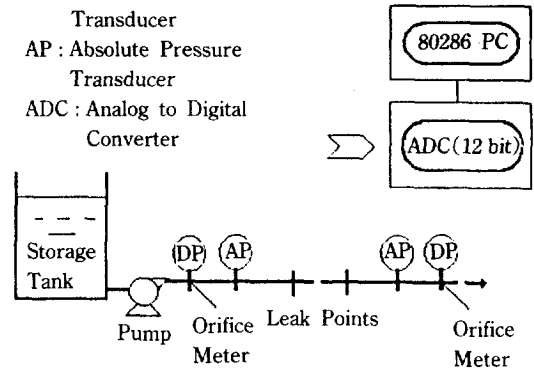 Transducer
AP : Absolute Pressure
Transducer
ADC : Analog to Digital
Converter
80286 PC
ADC(12 bit)
Storage
Tank
DP
AP
AP
DP
Pump
Orifice
Meter
Leak Points
Orifice
Meter